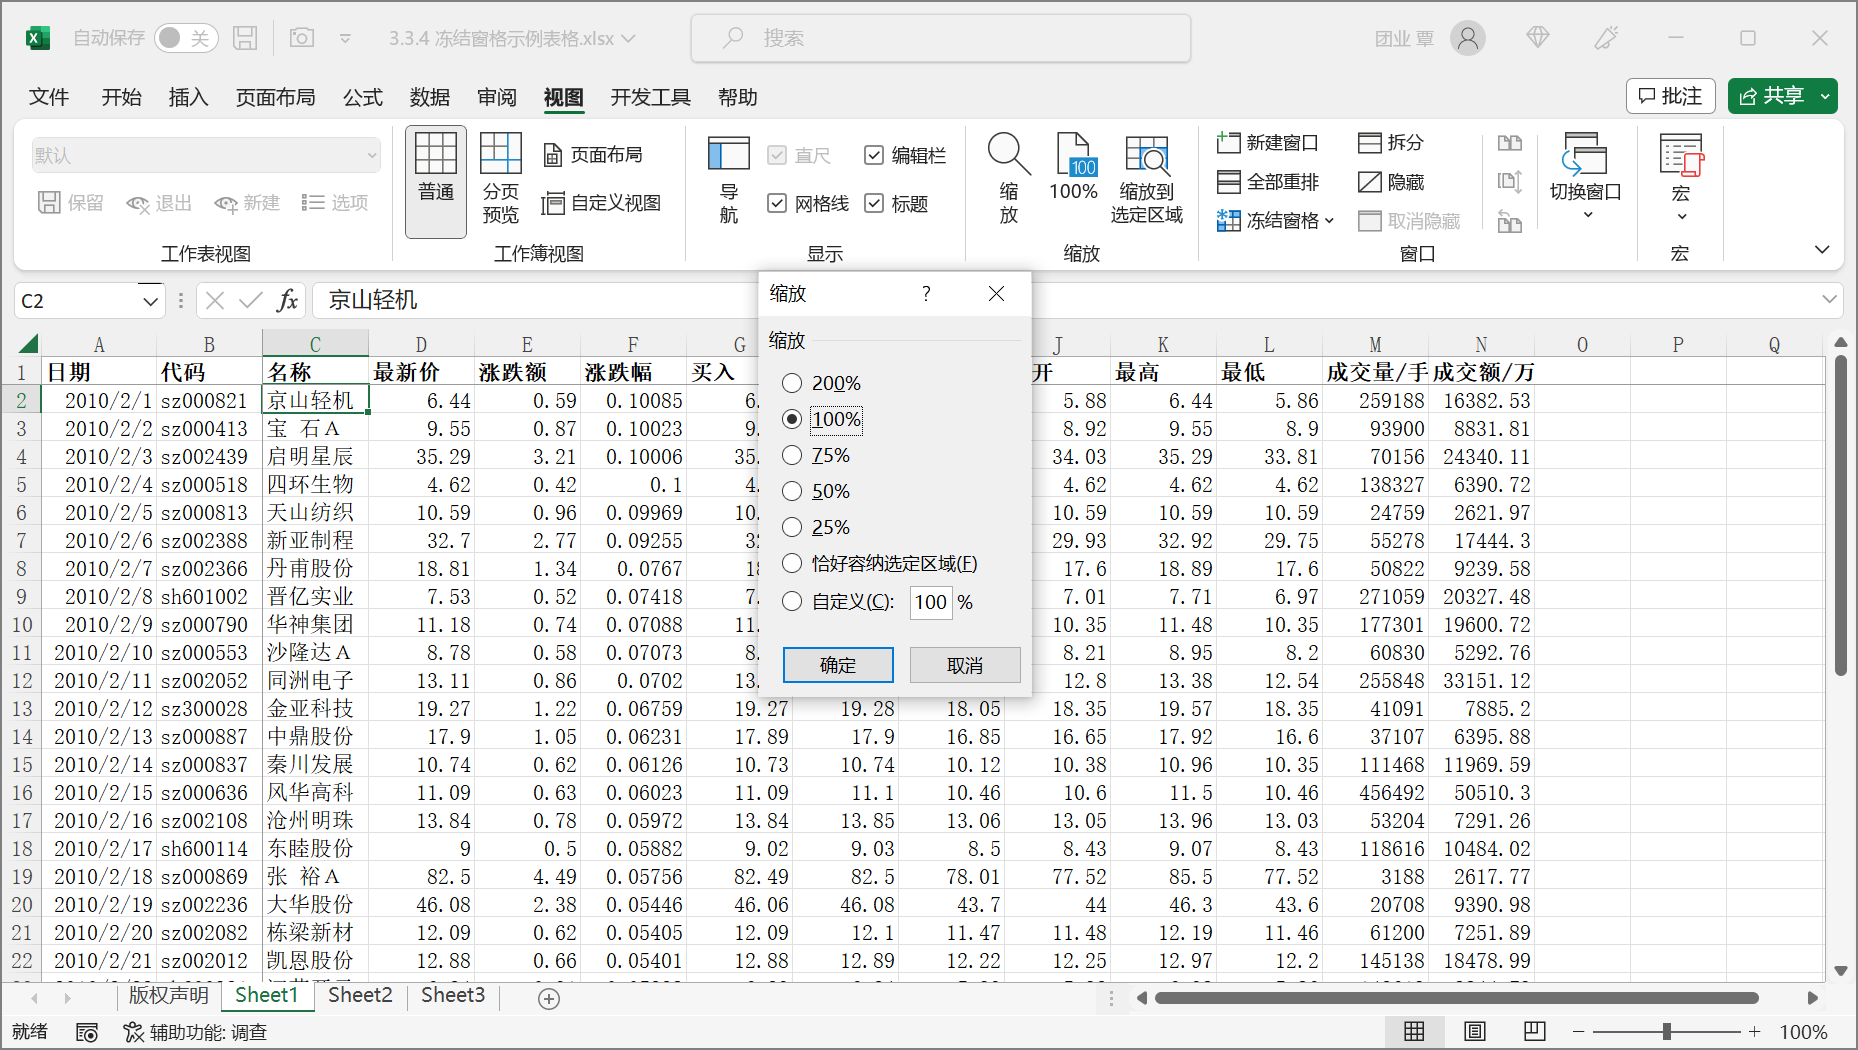 自动保存 关 3.3.4 冻结窗格示例表格.xlsx 搜索 团业 覃
文件 开始 插入 页面布局 公式 数据 审阅 视图 开发工具 帮助 批注 共享
默认
保留 退出 新建 选项
工作表视图
普通
分页
预览
页面布局
自定义视图
工作簿视图
导
航
直尺 编辑栏
网格线 标题
显示
缩
放
100
100%
缩放到
选定区域
缩放
新建窗口 拆分
全部重排 隐藏
冻结窗格 取消隐藏
切换窗口
窗口
宏
宏
C2 fx 京山轻机
A B C D E F G J K L M N O P Q
1 日期 代码 名称 最新价 涨跌额 涨跌幅 买入 开 最高 最低 成交量/手 成交额/万
2 2010/2/1 sz000821 京山轻机 6.44 0.59 0.10085 6. 5.88 6.44 5.86 259188 16382.53
3 2010/2/2 sz000413 宝 石A 9.55 0.87 0.10023 9. 8.92 9.55 8.9 93900 8831.81
4 2010/2/3 sz002439 启明星辰 35.29 3.21 0.10006 35. 34.03 35.29 33.81 70156 24340.11
5 2010/2/4 sz000518 四环生物 4.62 0.42 0.1 4. 4.62 4.62 4.62 138327 6390.72
6 2010/2/5 sz000813 天山纺织 10.59 0.96 0.09969 10. 10.59 10.59 10.59 24759 2621.97
7 2010/2/6 sz002388 新亚制程 32.7 2.77 0.09255 29.93 32.92 29.75 55278 17444.3
8 2010/2/7 sz002366 丹甫股份 18.81 1.34 0.0767 17.6 18.89 17.6 50822 9239.58
9 2010/2/8 sh601002 晋亿实业 7.53 0.52 0.07418 7. 7.01 7.71 6.97 271059 20327.48
10 2010/2/9 sz000790 华神集团 11.18 0.74 0.07088 11. 10.35 11.48 10.35 177301 19600.72
11 2010/2/10 sz000553 沙隆达A 8.78 0.58 0.07073 8. 8.21 8.95 8.2 60830 5292.76
12 2010/2/11 sz002052 同洲电子 13.11 0.86 0.0702 13. 12.8 13.38 12.54 255848 33151.12
13 2010/2/12 sz300028 金亚科技 19.27 1.22 0.06759 19.27 19.28 18.05 18.35 19.57 18.35 41091 7885.2
14 2010/2/13 sz000887 中鼎股份 17.9 1.05 0.06231 17.89 17.9 16.85 16.65 17.92 16.6 37107 6395.88
15 2010/2/14 sz000837 秦川发展 10.74 0.62 0.06126 10.73 10.74 10.12 10.38 10.96 10.35 111468 11969.59
16 2010/2/15 sz000636 风华高科 11.09 0.63 0.06023 11.09 11.1 10.46 10.6 11.5 10.46 456492 50510.3
17 2010/2/16 sz002108 沧州明珠 13.84 0.78 0.05972 13.84 13.85 13.06 13.05 13.96 13.03 53204 7291.26
18 2010/2/17 sh600114 东睦股份 9 0.5 0.05882 9.02 9.03 8.5 8.43 9.07 8.43 118616 10484.02
19 2010/2/18 sz000869 张 裕A 82.5 4.49 0.05756 82.49 82.5 78.01 77.52 85.5 77.52 3188 2617.77
20 2010/2/19 sz002236 大华股份 46.08 2.38 0.05446 46.06 46.08 43.7 44 46.3 43.6 20708 9390.98
21 2010/2/20 sz002082 栋梁新材 12.09 0.62 0.05405 12.09 12.1 11.47 11.48 12.19 11.46 61200 7251.89
22 2010/2/21 sz002012 凯恩股份 12.88 0.66 0.05401 12.88 12.89 12.22 12.25 12.97 12.2 145138 18478.99
缩放 ?
缩放
200%
100%
75%
50%
25%
恰好容纳选定区域(F)
自定义(C): 100 %
确定 取消
版权声明 Sheet1 Sheet2 Sheet3
就绪 辅助功能: 调查 100%